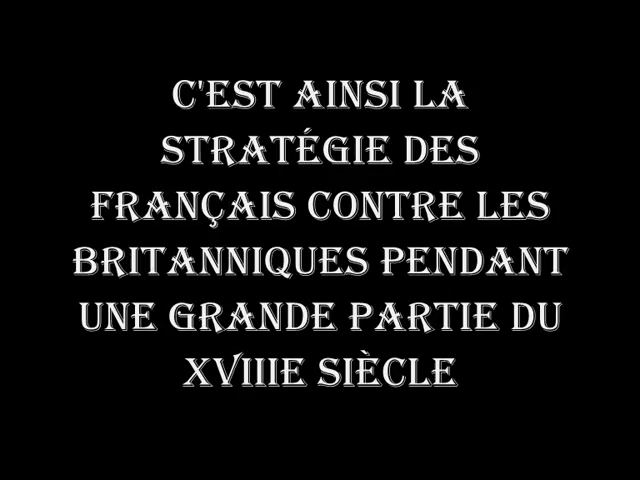 C'EST AINSI LA
STRATÉGIE DES
FRANÇAIS CONTRE LES
BRITANNIQUES PENDANT
UNE GRANDE PARTIE DU
XVIIIE SIÈCLE